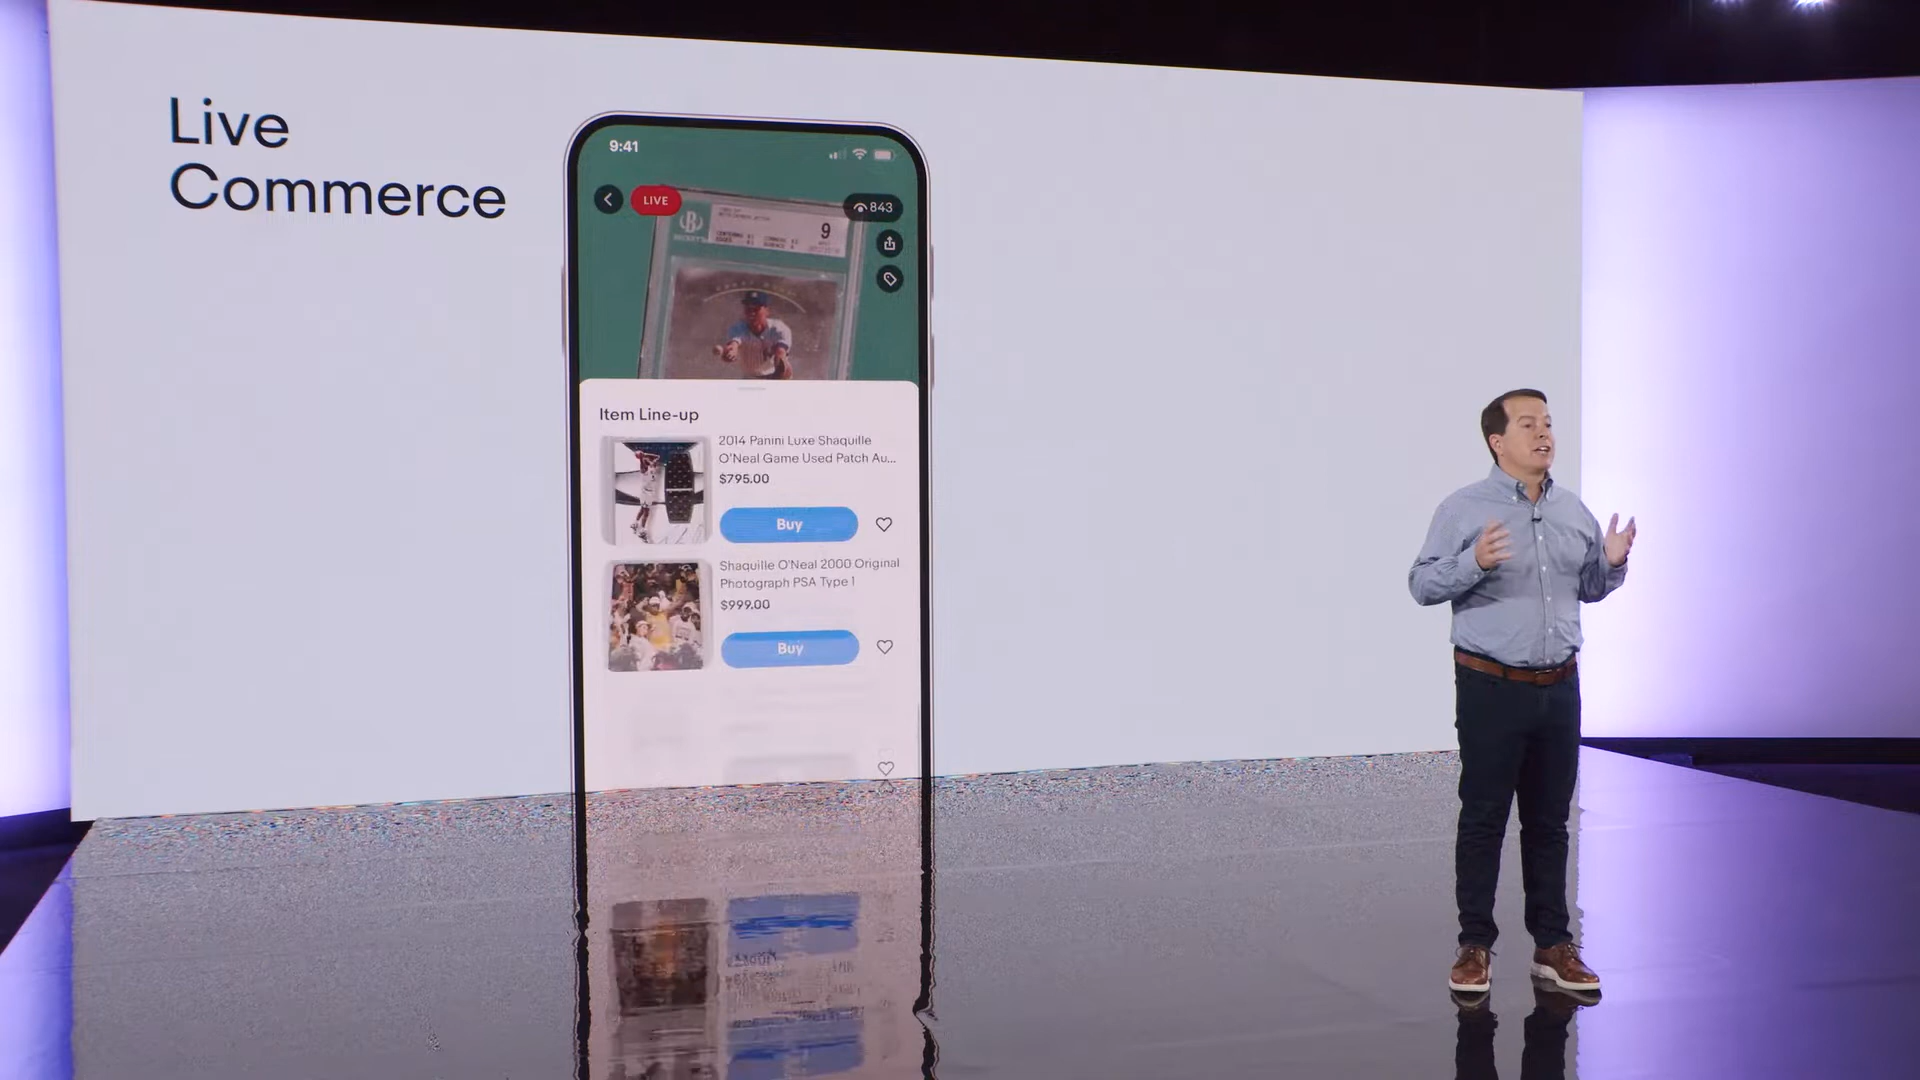 Live
Commerce
9:41
LIVE
843
9
Item Line-up
2014 Panini Luxe Shaquille
O'Neal Game Used Patch Au...
$795.00
Buy
Shaquille O'Neal 2000 Original
Photograph PSA Type 1
$999.00
Buy